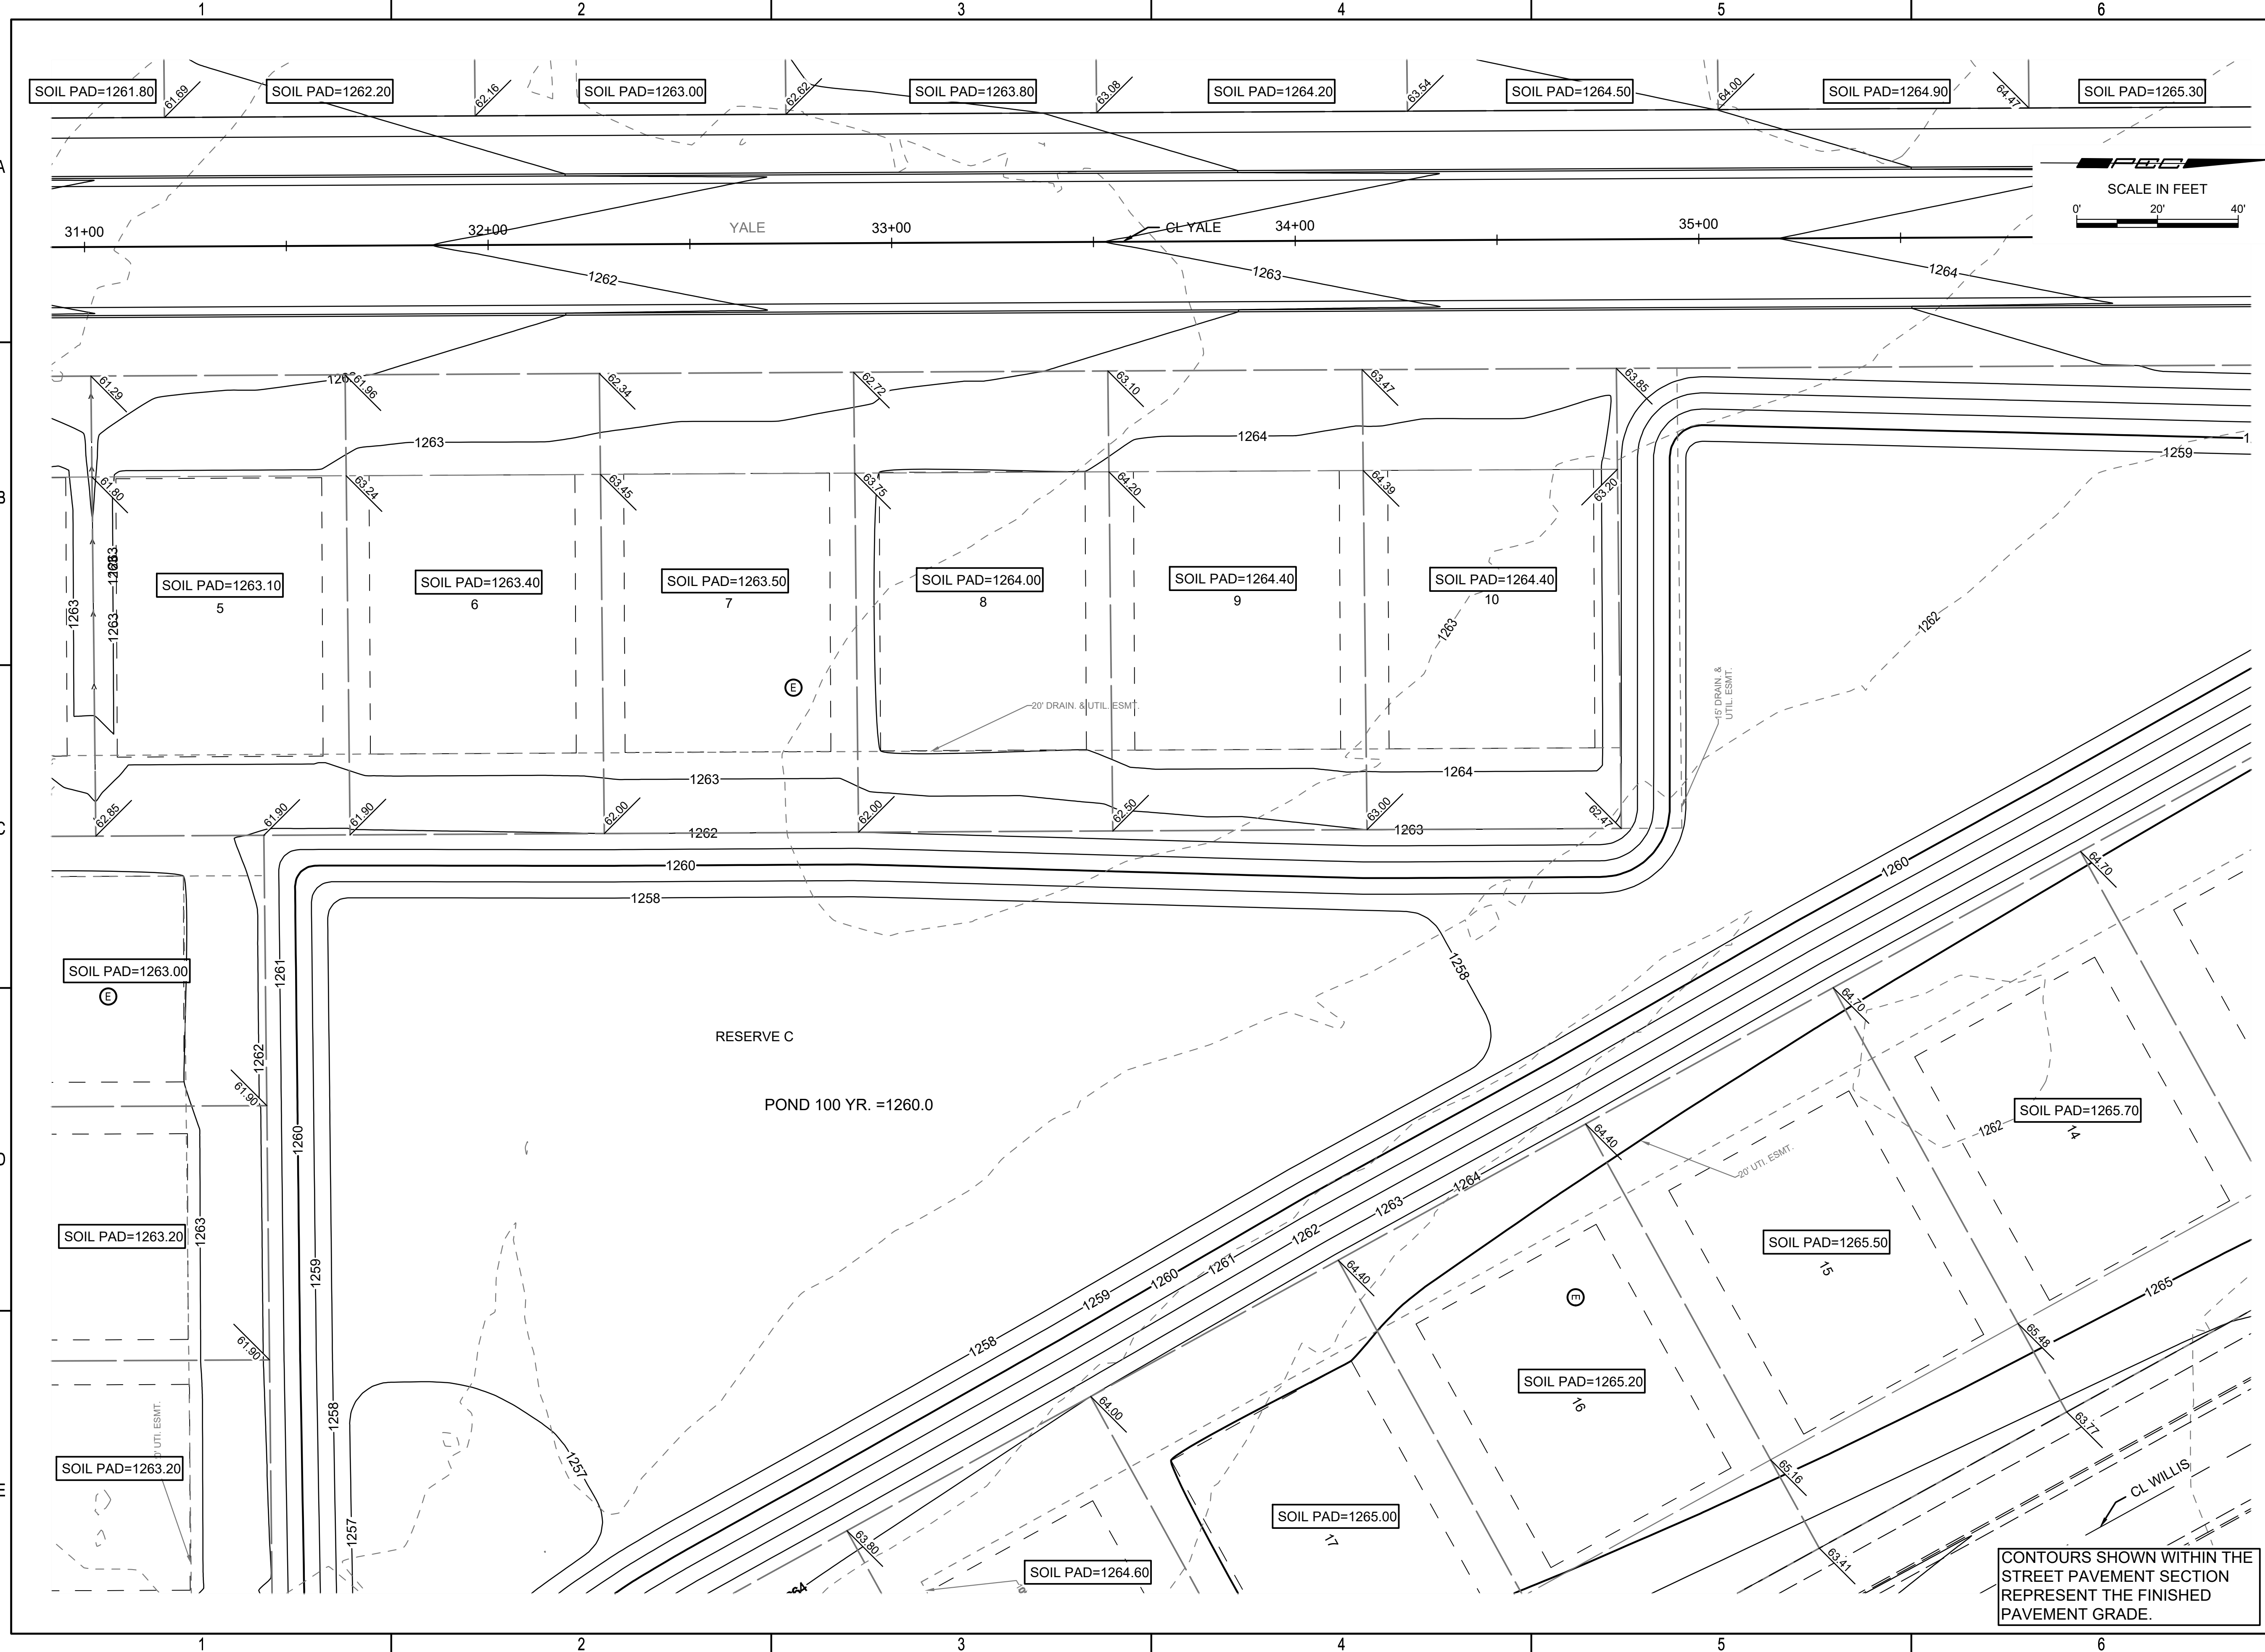 1 2 3 4 5 6
SOIL PAD=1261.80
61.69
SOIL PAD=1262.20
62.16
SOIL PAD=1263.00
62.62
SOIL PAD=1263.80
63.08
SOIL PAD=1264.20
63.54
SOIL PAD=1264.50
64.00
SOIL PAD=1264.90
64.47
SOIL PAD=1265.30
A
PEC
SCALE IN FEET
0' 20' 40'
31+00
32+00
YALE
33+00
CL YALE
34+00
35+00
1262
1263
1264
61.29
61.96
62.34
62.72
63.10
63.47
63.85
1263
1264
1259
B
61.80
63.24
63.45
63.75
64.20
64.39
63.20
1263
1263
1263
SOIL PAD=1263.10
5
SOIL PAD=1263.40
6
SOIL PAD=1263.50
7
SOIL PAD=1264.00
8
SOIL PAD=1264.40
9
SOIL PAD=1264.40
10
1263
1262
E
20' DRAIN. & UTIL. ESMT.
15' DRAIN. &
UTIL. ESMT.
1263
1264
C
62.85
61.90
61.90
62.00
62.00
62.50
63.00
62.47
1262
1263
1260
1258
1260
64.70
SOIL PAD=1263.00
E
1261
1258
64.70
1262
RESERVE C
61.90
POND 100 YR. =1260.0
SOIL PAD=1265.70
14
1262
1260
64.40
D
20' UTI. ESMT.
SOIL PAD=1263.20
1263
1259
1264
1263
1262
1261
1260
1259
1258
SOIL PAD=1265.50
15
64.40
E
1265
61.90
65.48
SOIL PAD=1265.20
16
64.00
1258
63.77
' UTI. ESMT.
SOIL PAD=1263.20
1257
65.16
E
CL WILLIS
1257
SOIL PAD=1265.00
17
63.80
63.41
SOIL PAD=1264.60
CONTOURS SHOWN WITHIN THE
STREET PAVEMENT SECTION
REPRESENT THE FINISHED
PAVEMENT GRADE.
1 2 3 4 5 6